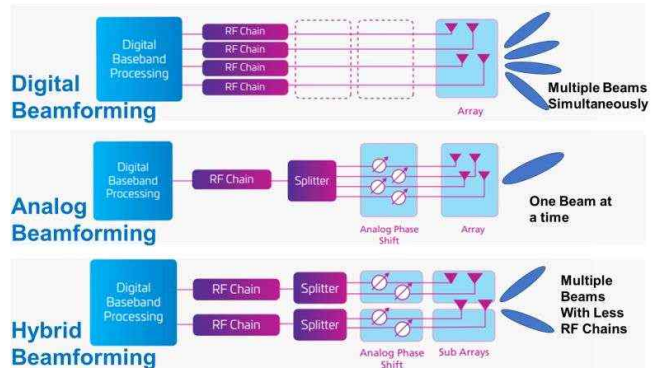 Digital
Baseband
Processing
RF Chain
RF Chain
RF Chain
RF Chain
Array
Multiple Beams
Simultaneously
Digital
Beamforming
Digital
Baseband
Processing
RF Chain
Splitter
Analog Phase
Shift
Array
One Beam at
a time
Analog
Beamforming
Digital
Baseband
Processing
RF Chain
Splitter
RF Chain
Splitter
Analog Phase
Shift
Sub Arrays
Multiple
Beams
With Less
RF Chains
Hybrid
Beamforming